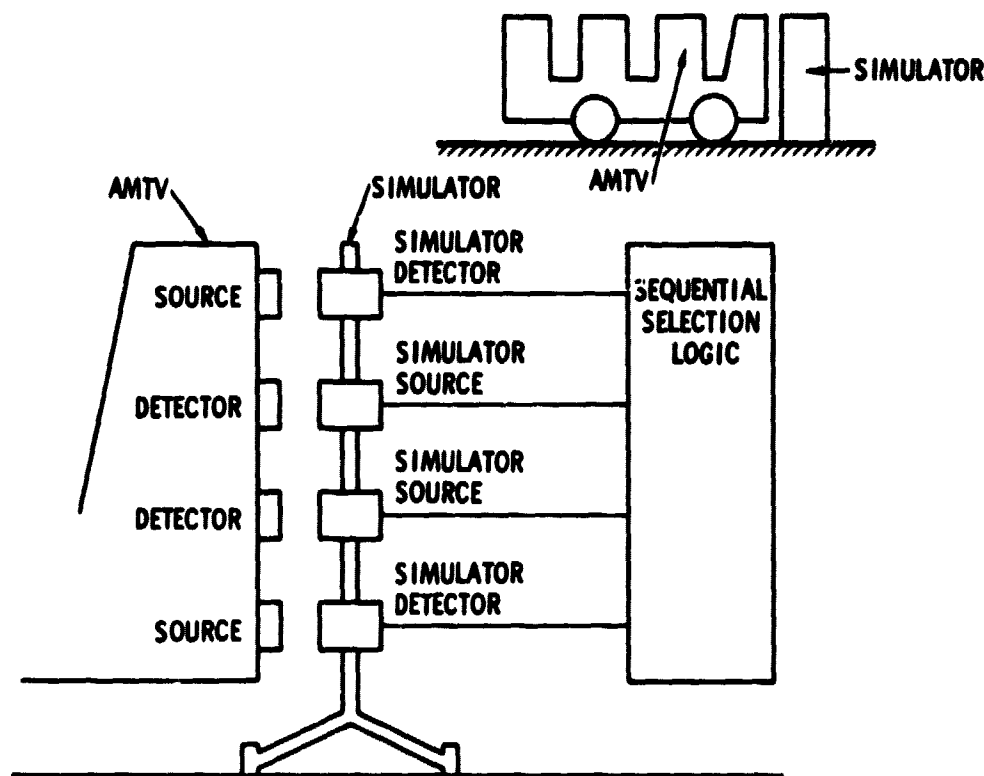 SIMULATOR
AMTV
AMTV
SIMULATOR
SIMULATOR
DETECTOR
SOURCE
SEQUENTIAL
SELECTION
LOGIC
SIMULATOR
SOURCE
DETECTOR
SIMULATOR
SOURCE
DETECTOR
SIMULATOR
DETECTOR
SOURCE